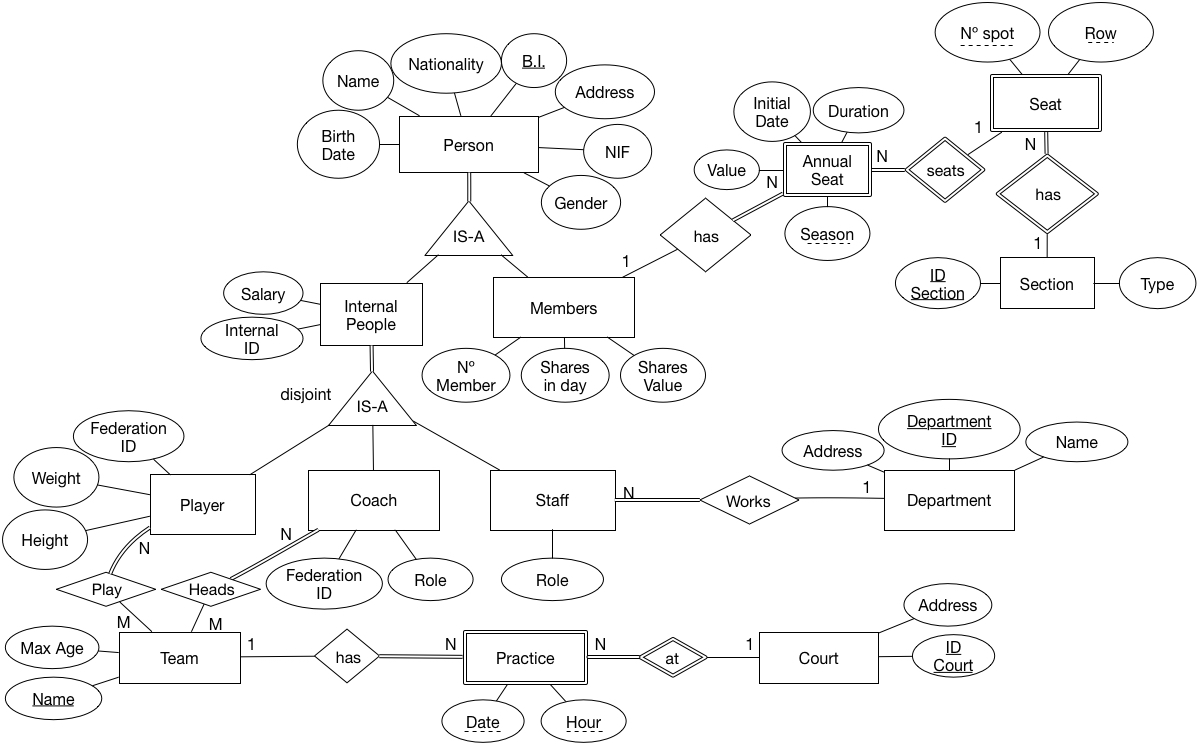 Nº spot
Row
Nationality
B.I.
Name
Address
Seat
Initial
Date
Duration
Birth
Date
Person
NIF
1
N
N
Value
Annual
Seat
seats
N
has
Gender
Season
IS-A
has
1
1
ID
Section
Section
Type
Salary
Internal
People
Members
Internal
ID
Nº
Member
Shares
in day
Shares
Value
disjoint
IS-A
Federation
ID
Department
ID
Address
Name
Weight
Player
Coach
Staff
N
Works
1
Department
Height
N
N
Play
Heads
Federation
ID
Role
Role
M
M
Address
Max Age
Team
1
has
N
Practice
N
at
1
Court
ID
Court
Name
Date
Hour